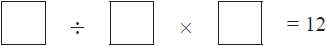 ÷ × = 12